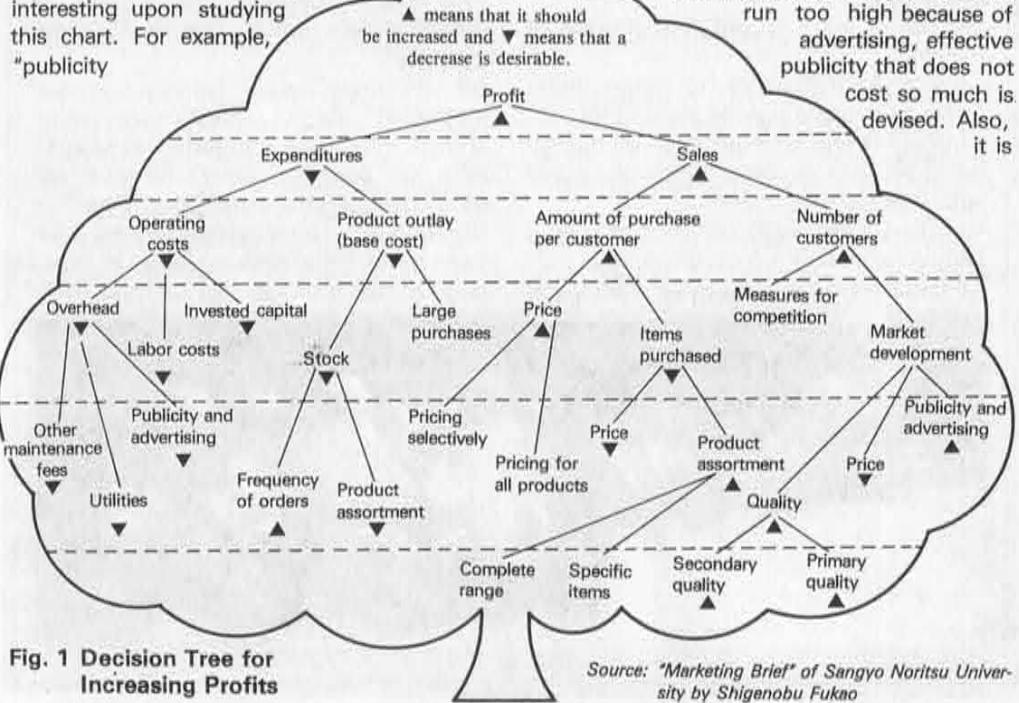 interesting upon studying
this chart. For example,
"publicity
▲ means that it should
be increased and ▼ means that a
decrease is desirable.
run too high because of
advertising, effective
publicity that does not
cost so much is
devised. Also,
it is
Profit
▲
Expenditures
▼
Sales
▲
Operating
costs
▼
Product outlay
(base cost)
▼
Amount of purchase
per customer
▲
Number of
customers
▲
Overhead
▼
Invested capital
▼
Labor costs
▼
Stock
▼
Large
purchases
Price
▲
Items
purchased
▼
Measures for
competition
Market
development
Other
maintenance
fees
▼
Utilities
▼
Publicity and
advertising
▼
Frequency
of orders
▲
Product
assortment
▼
Pricing
selectively
Pricing for
all products
Price
▼
Product
assortment
▲
Quality
▲
Price
▼
Publicity and
advertising
▲
Complete
range
Specific
items
Secondary
quality
▲
Primary
quality
▲
Fig. 1 Decision Tree for
Increasing Profits
Source. "Marketing Brief" of Sangyo Noritsu Univer-
sity by Shigenobu Fukao